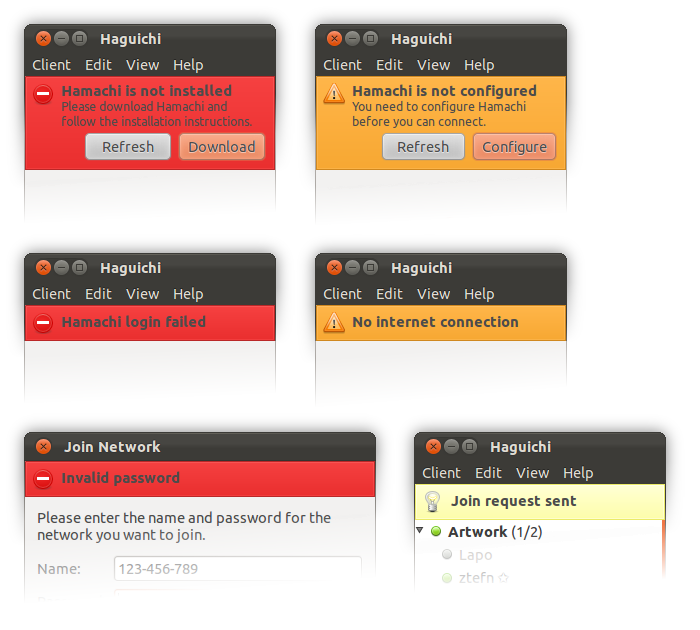 Haguichi
Client Edit View Help
Hamachi is not installed
Please download Hamachi and
follow the installation instructions.
Refresh Download
Haguichi
Client Edit View Help
Hamachi is not configured
You need to configure Hamachi
before you can connect.
Refresh Configure
Haguichi
Client Edit View Help
Hamachi login failed
Haguichi
Client Edit View Help
No internet connection
Join Network
Invalid password
Please enter the name and password for the
network you want to join.
Name: 123-456-789
Haguichi
Client Edit View Help
Join request sent
Artwork (1/2)
Lapo
ztefn